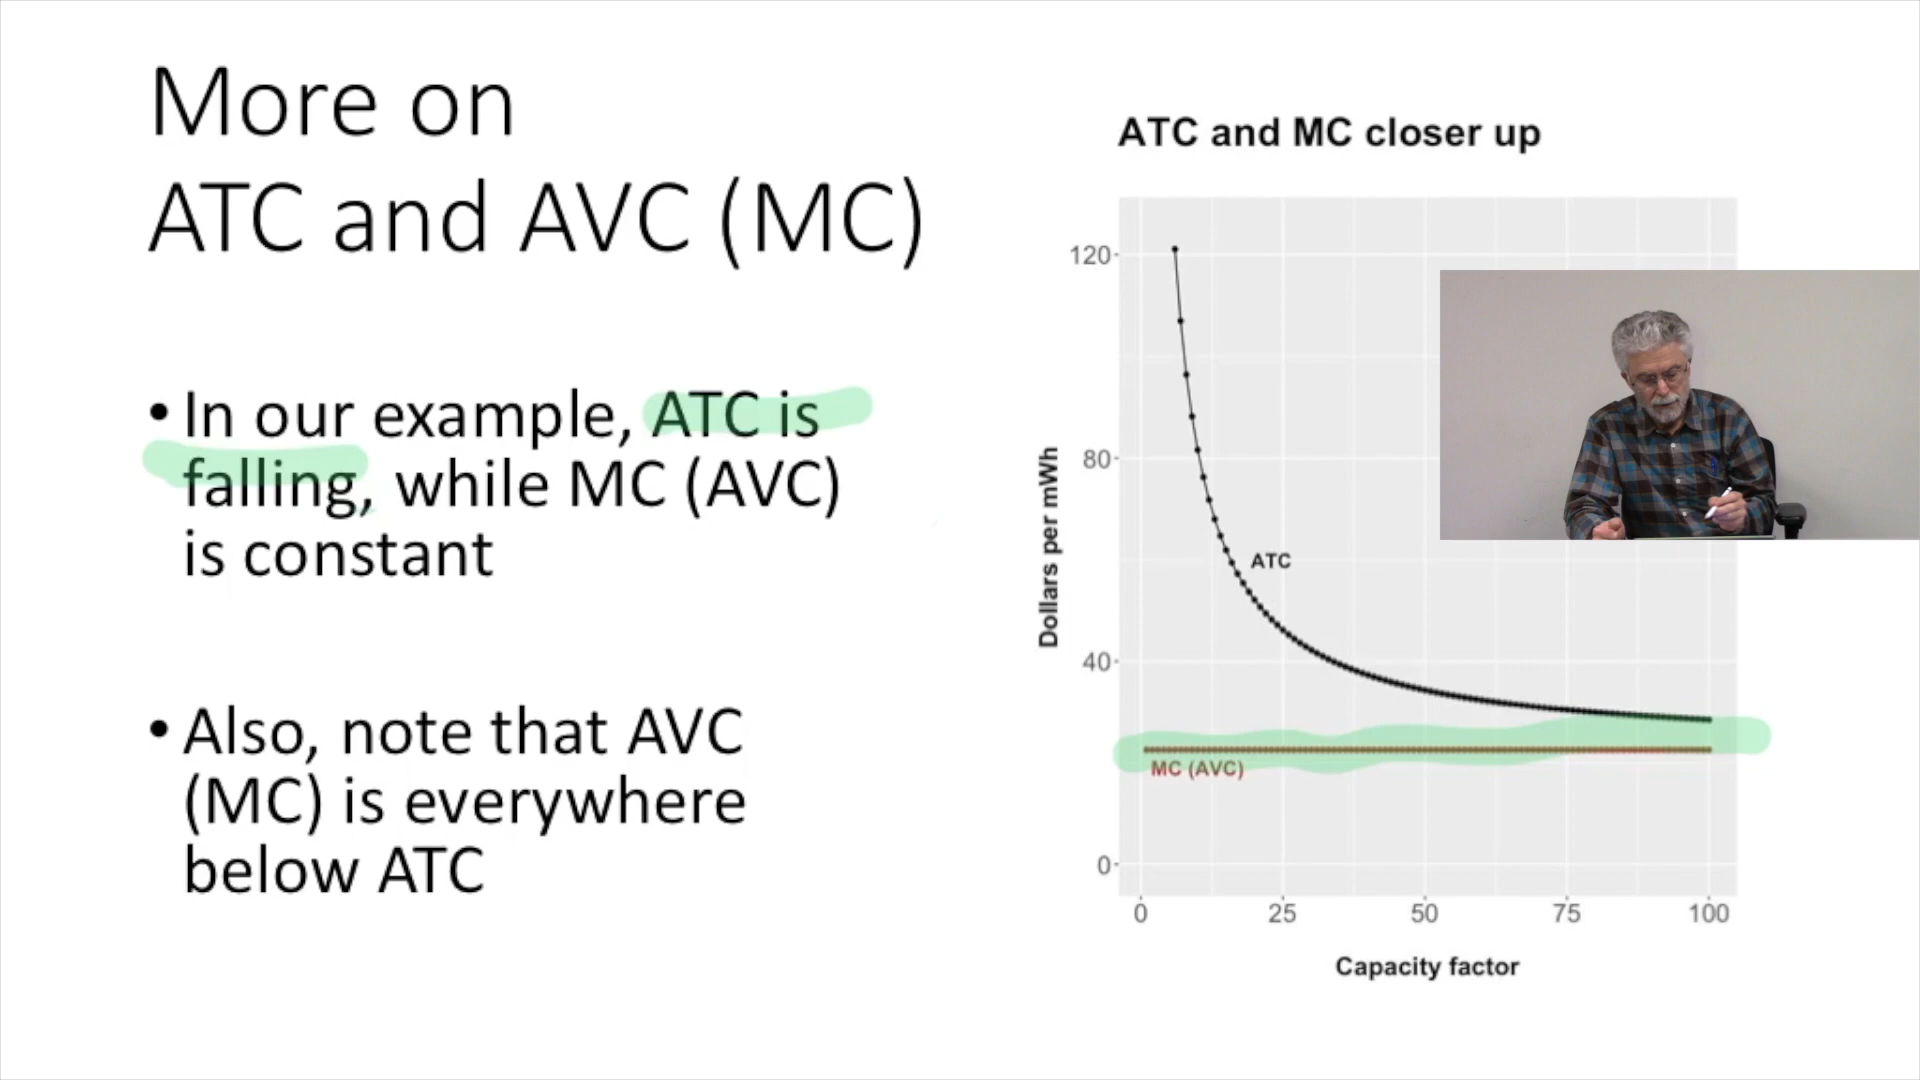 More on
ATC and AVC (MC)
• In our example, ATC is
falling, while MC (AVC)
is constant
• Also, note that AVC
(MC) is everywhere
below ATC
ATC and MC closer up
120
80
40
0
Dollars per mWh
ATC
MC (AVC)
0 25 50 75 100
Capacity factor